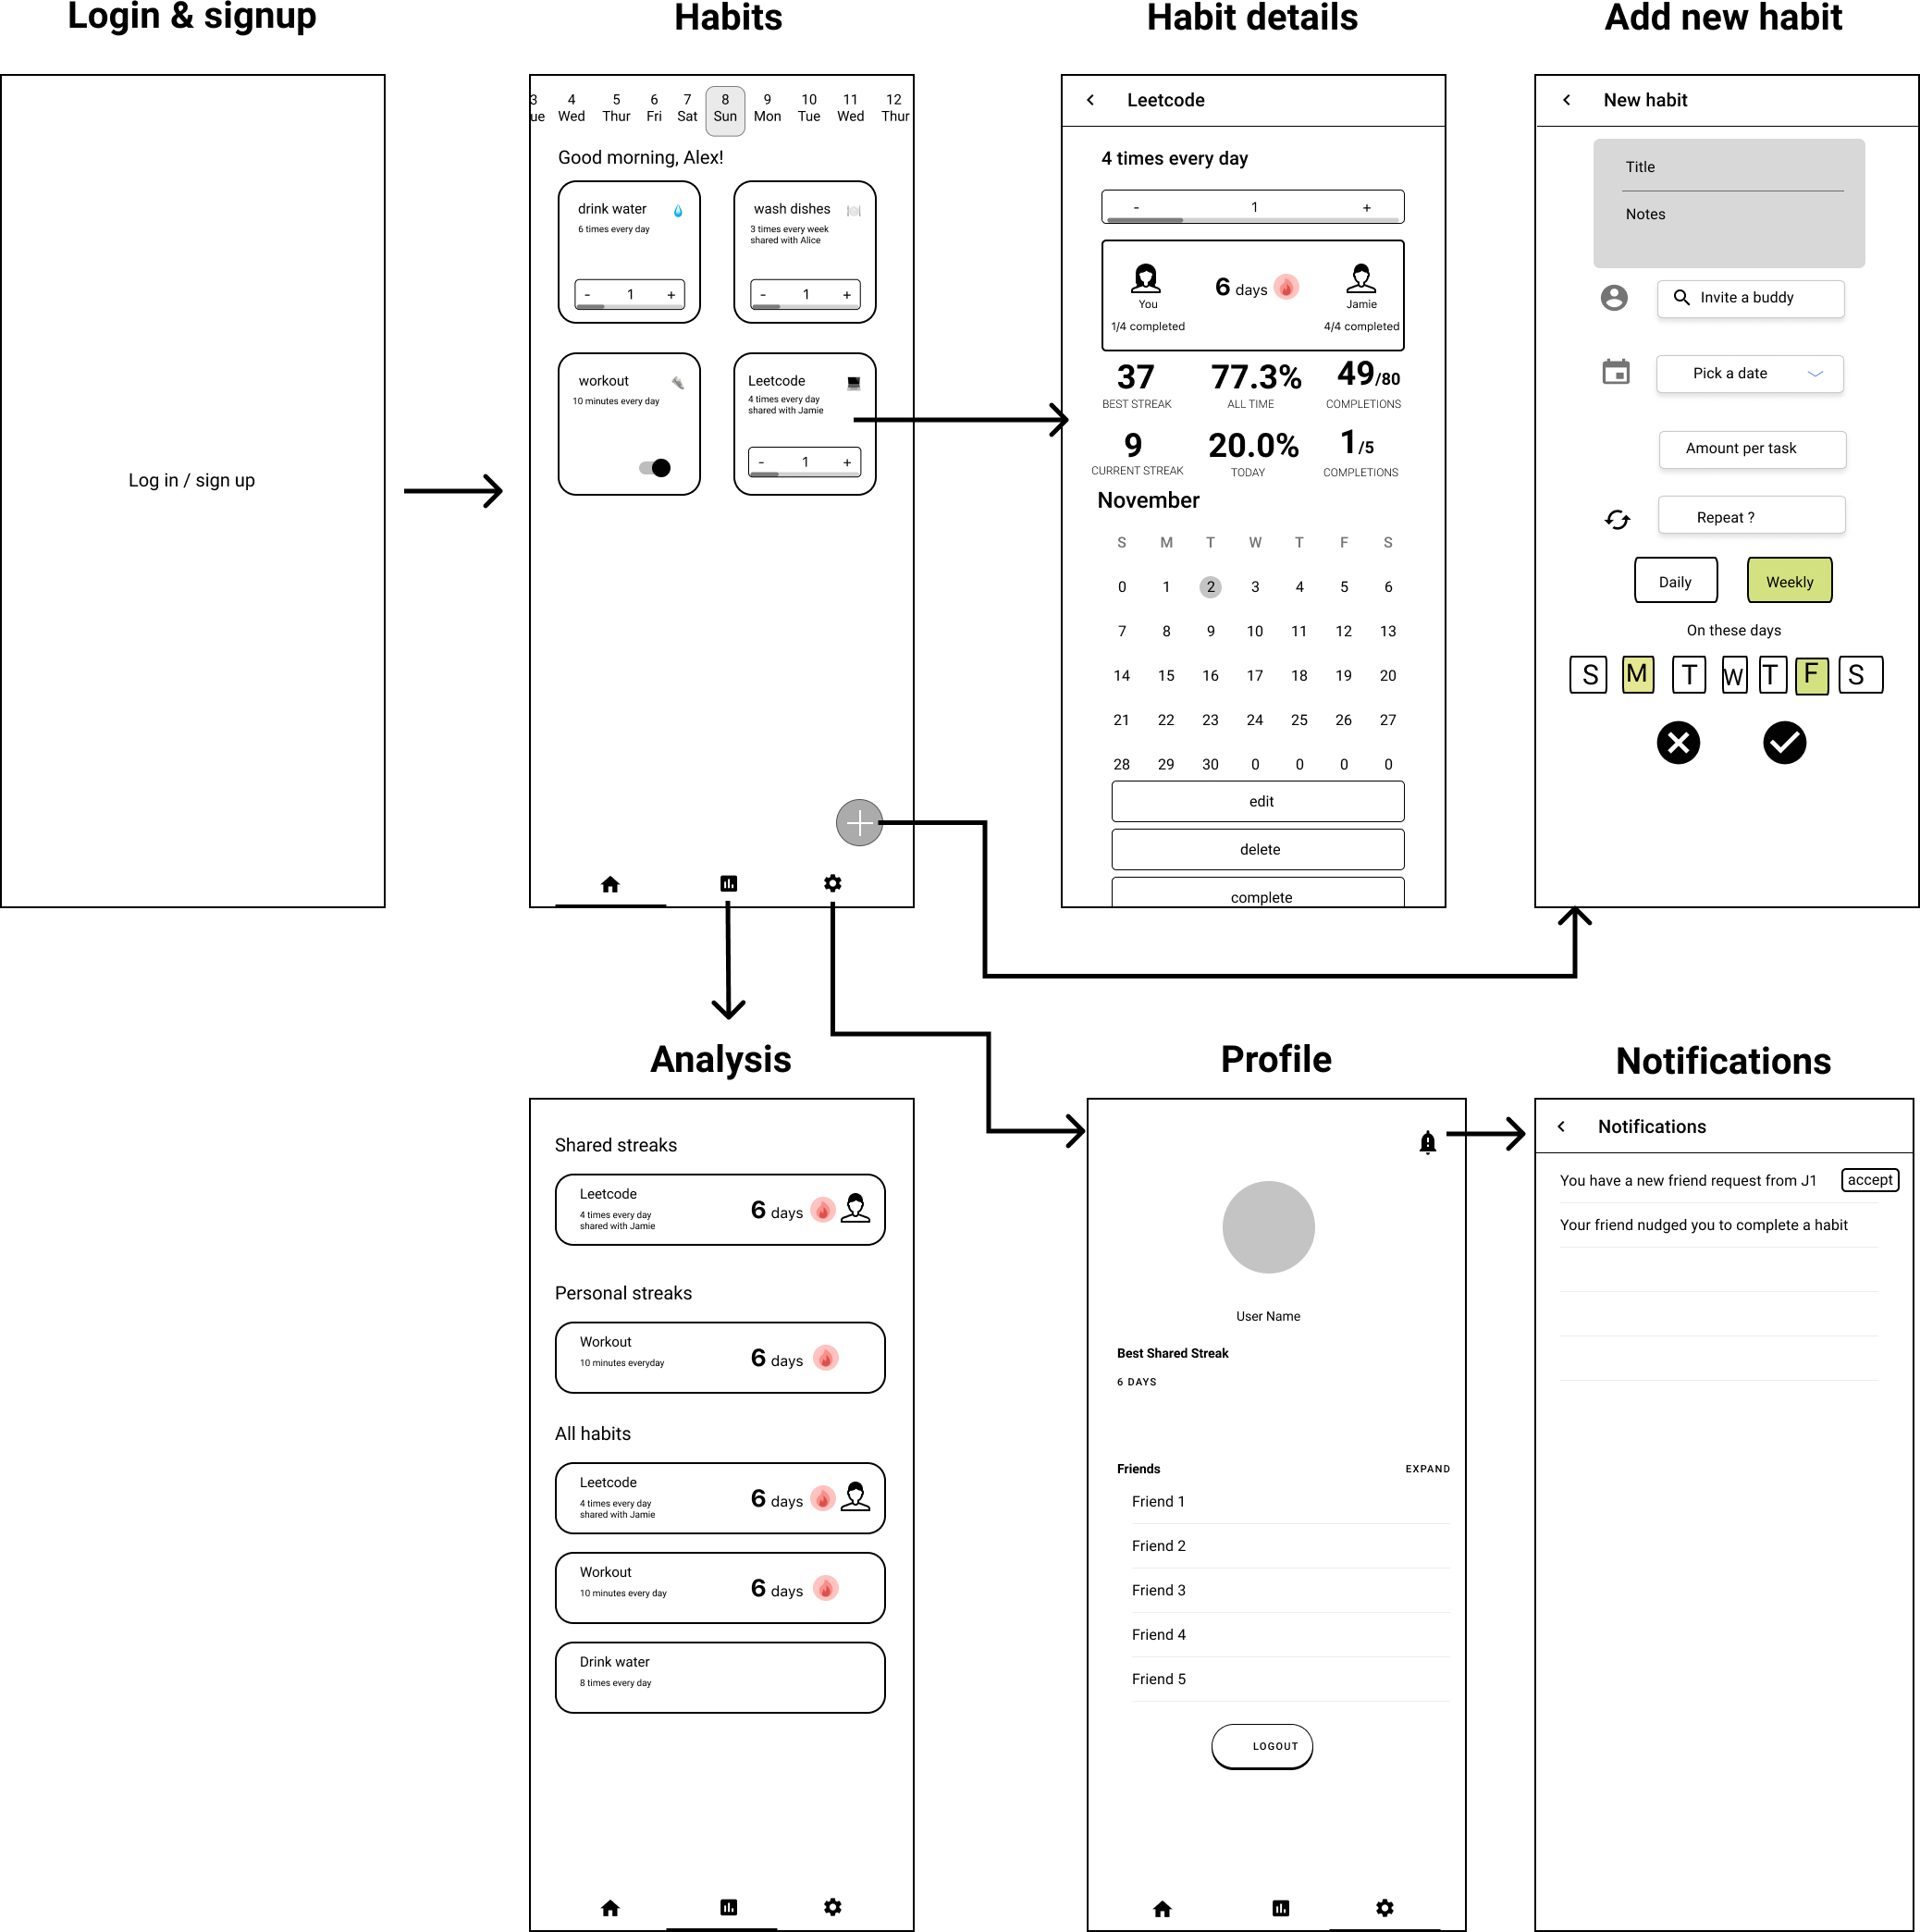 Login & signup
Log in / sign up
Habits
3 4 5 6 7 8 9 10 11 12
ue Wed Thur Fri Sat Sun Mon Tue Wed Thur
Good morning, Alex!
drink water
6 times every day
- 1 +
wash dishes
3 times every week
shared with Alice
- 1 +
workout
10 minutes every day
Leetcode
4 times every day
shared with Jamie
- 1 +
Habit details
Leetcode
4 times every day
- 1 +
You
1/4 completed
6 days
Jamie
4/4 completed
37 77.3% 49/80
BEST STREAK ALL TIME COMPLETIONS
9 20.0% 1/5
CURRENT STREAK TODAY COMPLETIONS
November
S M T W T F S
0 1 2 3 4 5 6
7 8 9 10 11 12 13
14 15 16 17 18 19 20
21 22 23 24 25 26 27
28 29 30 0 0 0 0
edit
delete
complete
Add new habit
New habit
Title
Notes
Invite a buddy
Pick a date
Amount per task
Repeat ?
Daily Weekly
On these days
S M T W T F S
Analysis
Shared streaks
Leetcode
4 times every day
shared with Jamie
6 days
Personal streaks
Workout
10 minutes everyday
6 days
All habits
Leetcode
4 times every day
shared with Jamie
6 days
Workout
10 minutes every day
6 days
Drink water
8 times every day
Profile
User Name
Best Shared Streak
6 DAYS
Friends EXPAND
Friend 1
Friend 2
Friend 3
Friend 4
Friend 5
LOGOUT
Notifications
Notifications
You have a new friend request from J1 accept
Your friend nudged you to complete a habit